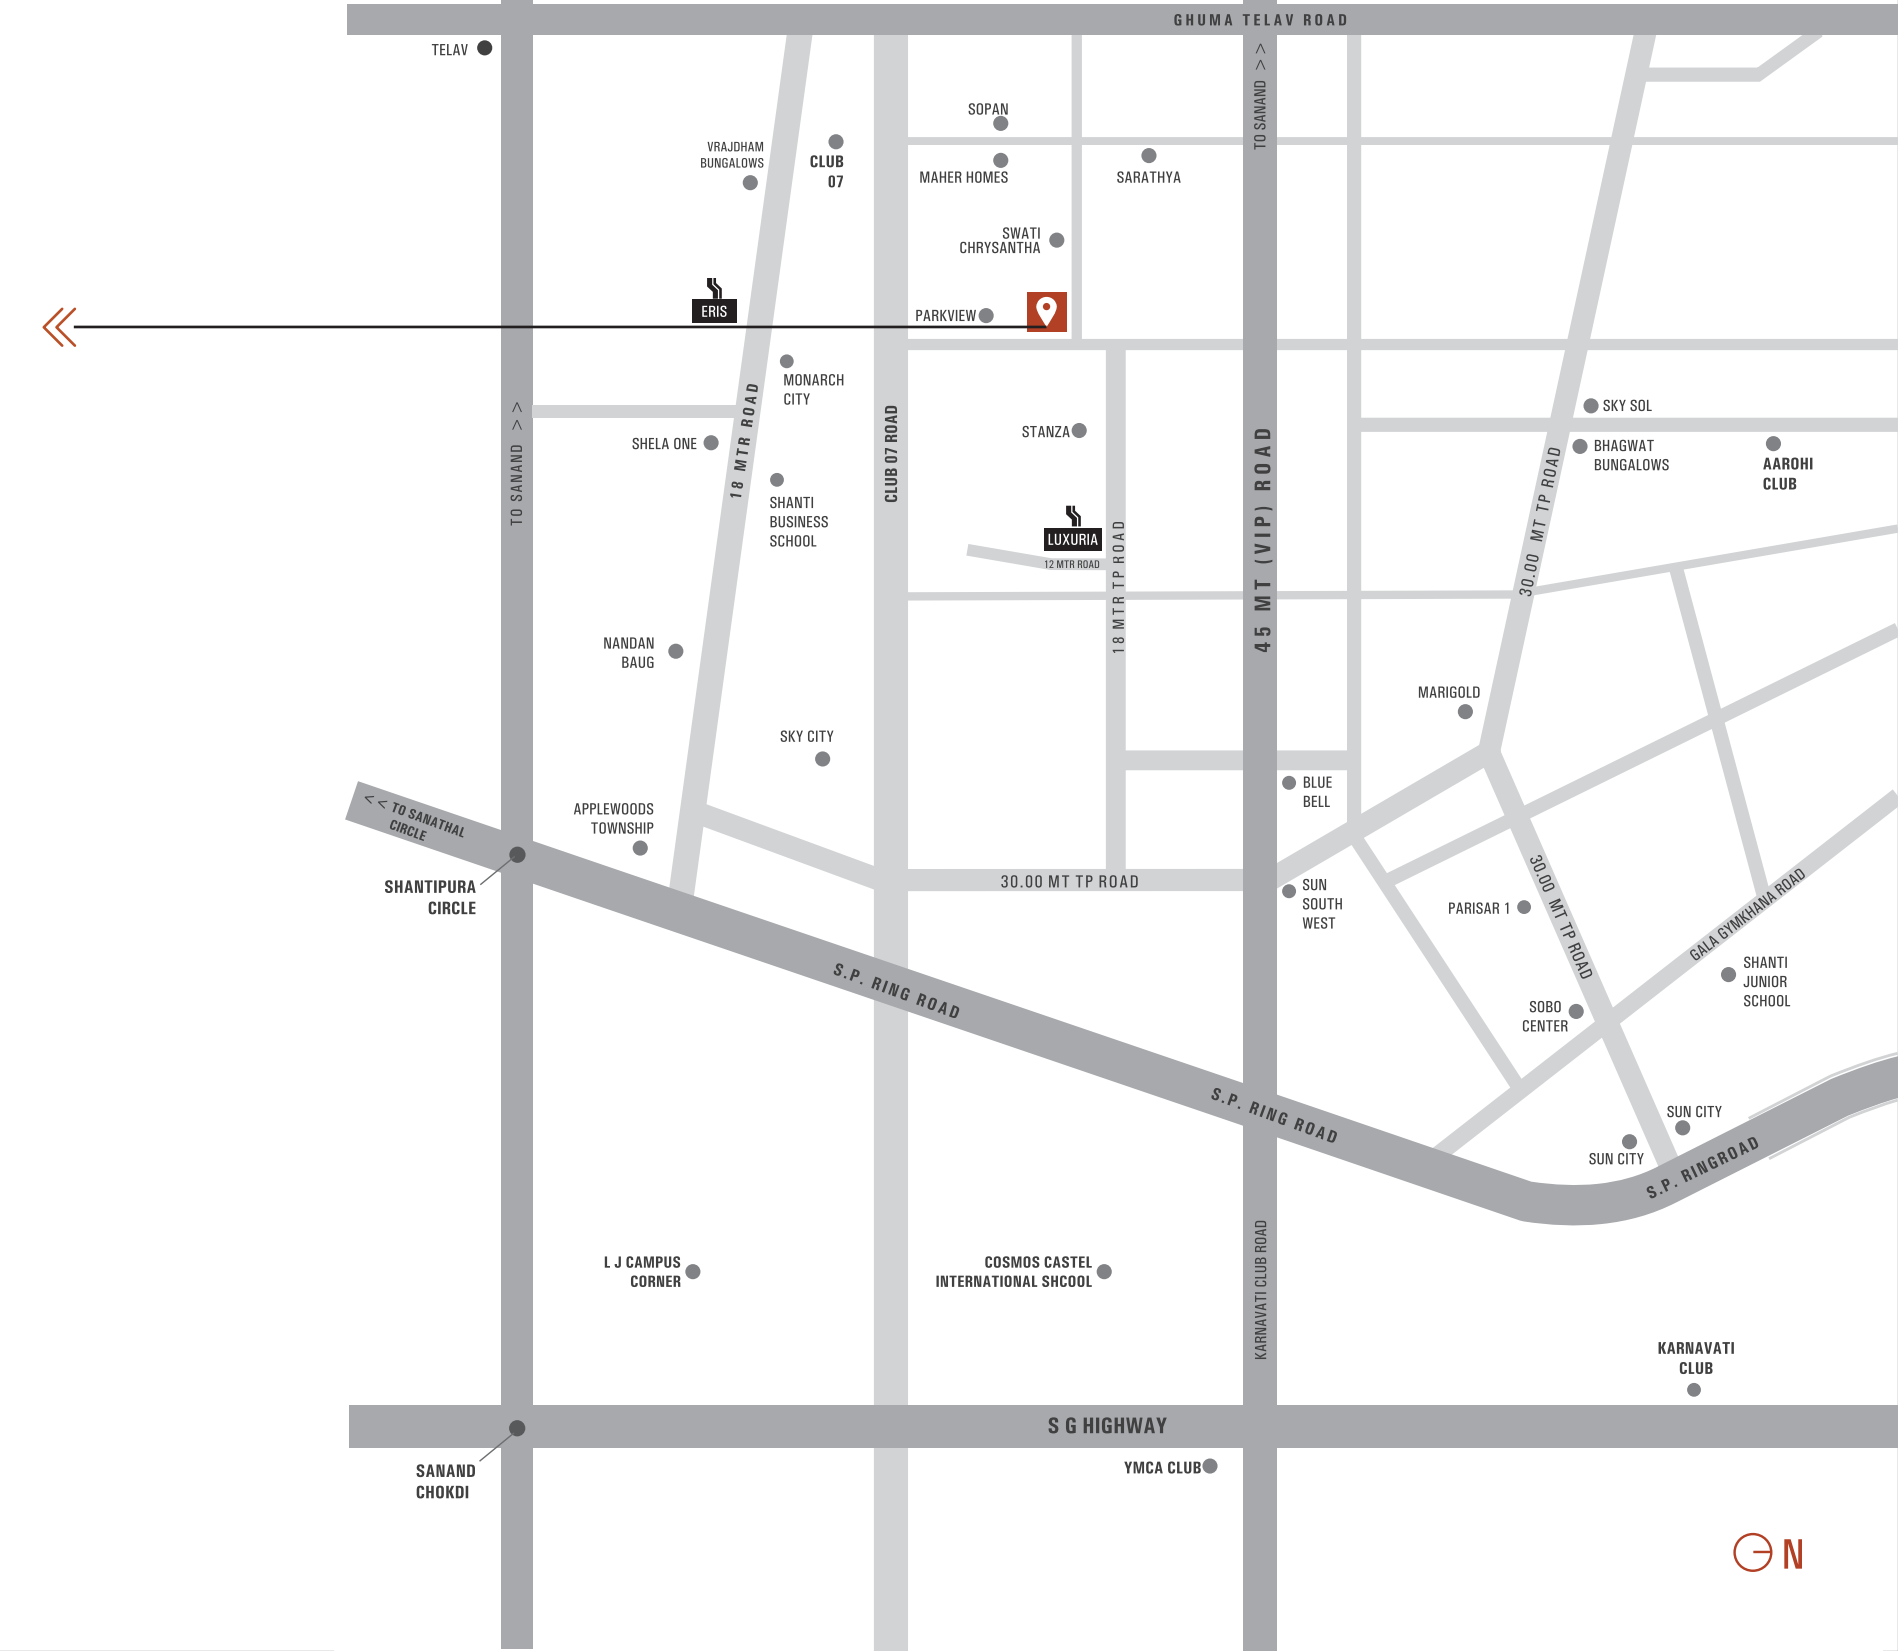 GHUMA TELAV ROAD
TELAV
TO SANAND >>
SOPAN
VRAJDHAM
BUNGALOWS
CLUB
07
MAHER HOMES
SARATHYA
SWATI
CHRYSANTHA
ERIS
PARKVIEW
MONARCH
CITY
18 MTR ROAD
CLUB 07 ROAD
TO SANAND >>
SHELA ONE
STANZA
45 MT (VIP) ROAD
SKY SOL
BHAGWAT
BUNGALOWS
AAROHI
CLUB
30.00 MT TP ROAD
SHANTI
BUSINESS
SCHOOL
LUXURIA
12 MTR ROAD
18 MTR TP ROAD
NANDAN
BAUG
MARIGOLD
SKY CITY
BLUE
BELL
<< TO SANATHAL
CIRCLE
APPLEWOODS
TOWNSHIP
SHANTIPURA
CIRCLE
30.00 MT TP ROAD
SUN
SOUTH
WEST
PARISAR 1
30.00 MT TP ROAD
GALA GYMKHANA ROAD
SHANTI
JUNIOR
SCHOOL
S.P. RING ROAD
SOBO
CENTER
S.P. RING ROAD
SUN CITY
SUN CITY
S.P. RINGROAD
L J CAMPUS
CORNER
COSMOS CASTEL
INTERNATIONAL SHCOOL
KARNAVATI CLUB ROAD
KARNAVATI
CLUB
S G HIGHWAY
YMCA CLUB
SANAND
CHOKDI
N